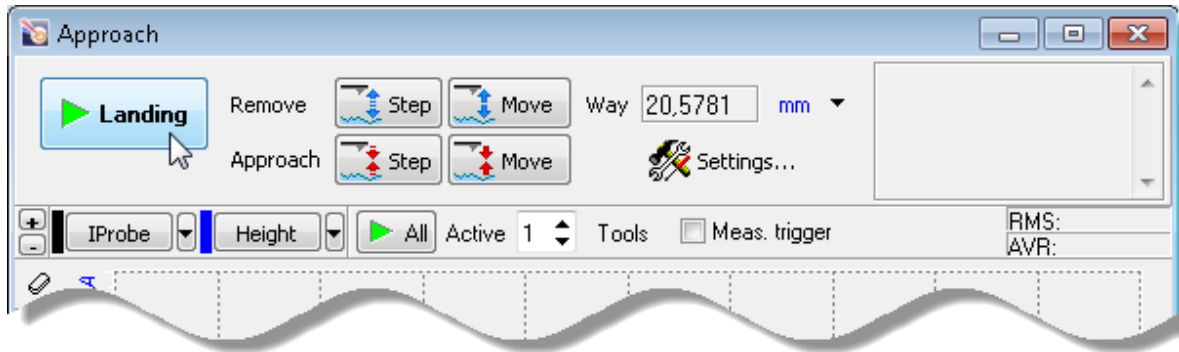 Approach
Landing
Remove Step Move Way 20,5781 mm
Approach Step Move Settings...
IProbe Height All Active 1 Tools Meas. trigger RMS:
AVR:
A